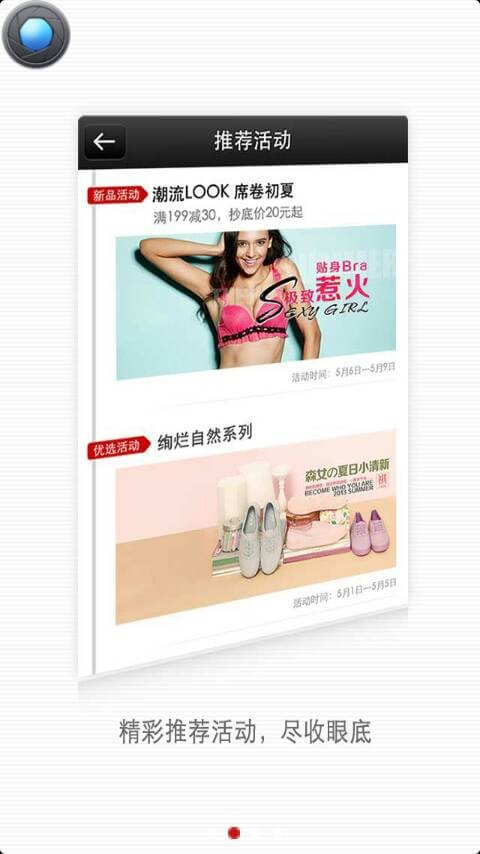 推荐活动
新品活动
潮流LOOK 席卷初夏
满199减30，抄底价20元起
贴身Bra
极致惹火
SEXY GIRL
活动时间：5月6日—5月9日
优选活动
绚烂自然系列
森女の夏日小清新
BECOME WHO YOU ARE
2013 SUMMER
祺
活动时间：5月1日—5月5日
精彩推荐活动，尽收眼底